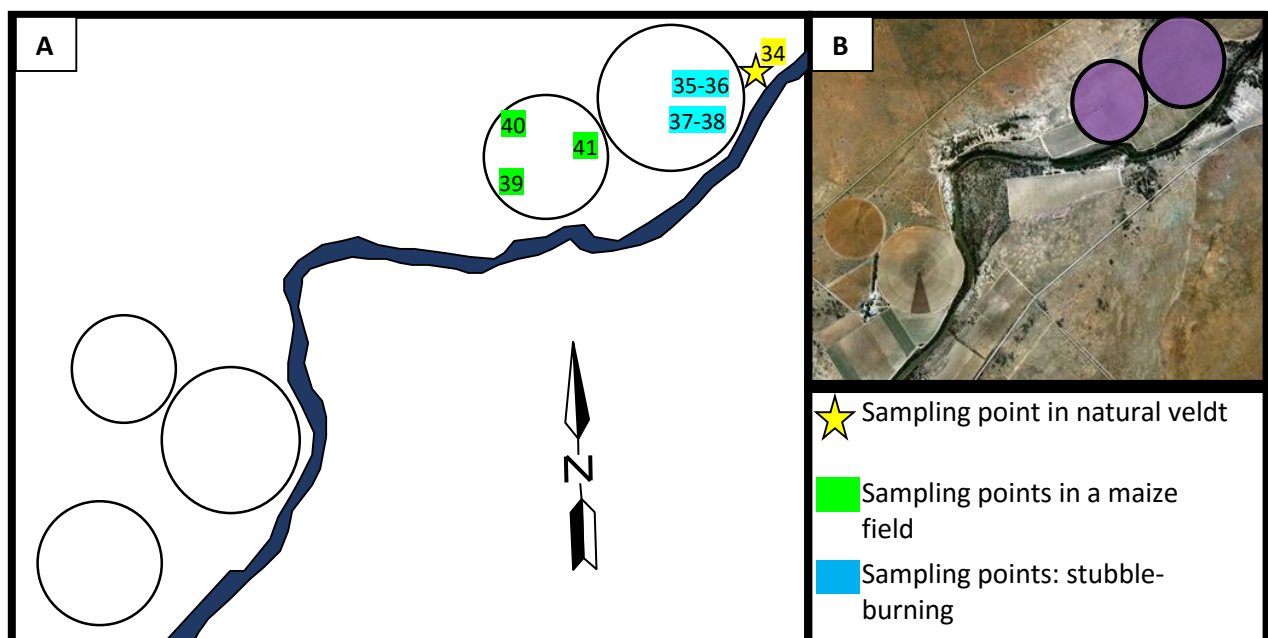 A
34
35-36
37-38
40
41
39
N
B
Sampling point in natural veldt
Sampling points in a maize
field
Sampling points: stubble-
burning